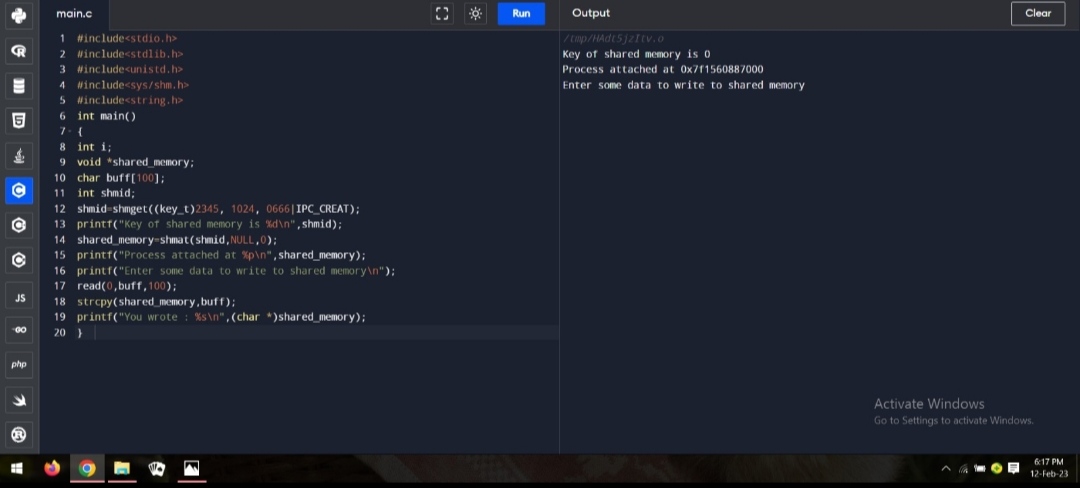 main.c
Run
Output
Clear
1 #include<stdio.h>
2 #include<stdlib.h>
3 #include<unistd.h>
4 #include<sys/shm.h>
5 #include<string.h>
6 int main()
7 {
8 int i;
9 void *shared_memory;
10 char buff[100];
11 int shmid;
12 shmid=shmget((key_t)2345, 1024, 0666|IPC_CREAT);
13 printf("Key of shared memory is %d\n",shmid);
14 shared_memory=shmat(shmid,NULL,0);
15 printf("Process attached at %p\n",shared_memory);
16 printf("Enter some data to write to shared memory\n");
17 read(0,buff,100);
18 strcpy(shared_memory,buff);
19 printf("You wrote : %s\n",(char *)shared_memory);
20 }
Key of shared memory is 0
Process attached at 0x7f1560887000
Enter some data to write to shared memory
JS
GO
php
Activate Windows
Go to Settings to activate Windows.
6:17 PM
12-Feb-23